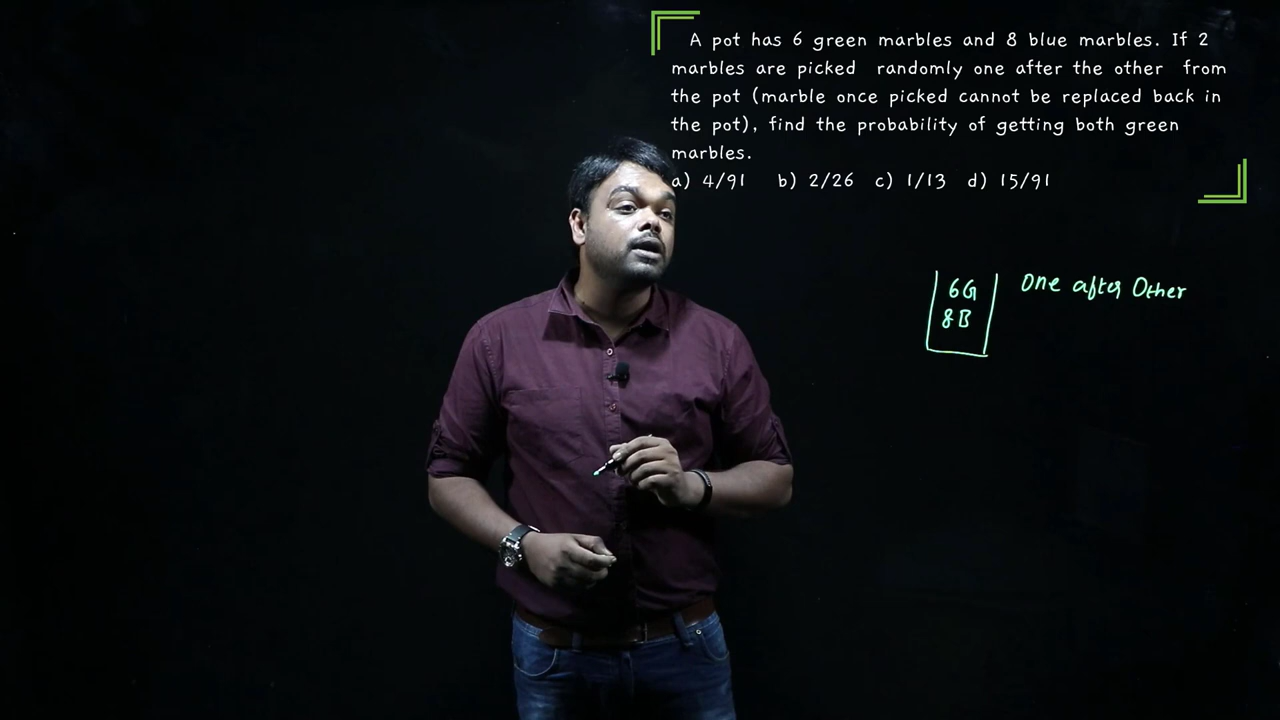 A pot has 6 green marbles and 8 blue marbles. If 2
marbles are picked randomly one after the other from
the pot (marble once picked cannot be replaced back in
the pot), find the probability of getting both green
marbles.
a) 4/91 b) 2/26 c) 1/13 d) 15/91
6G
8B
One after Other